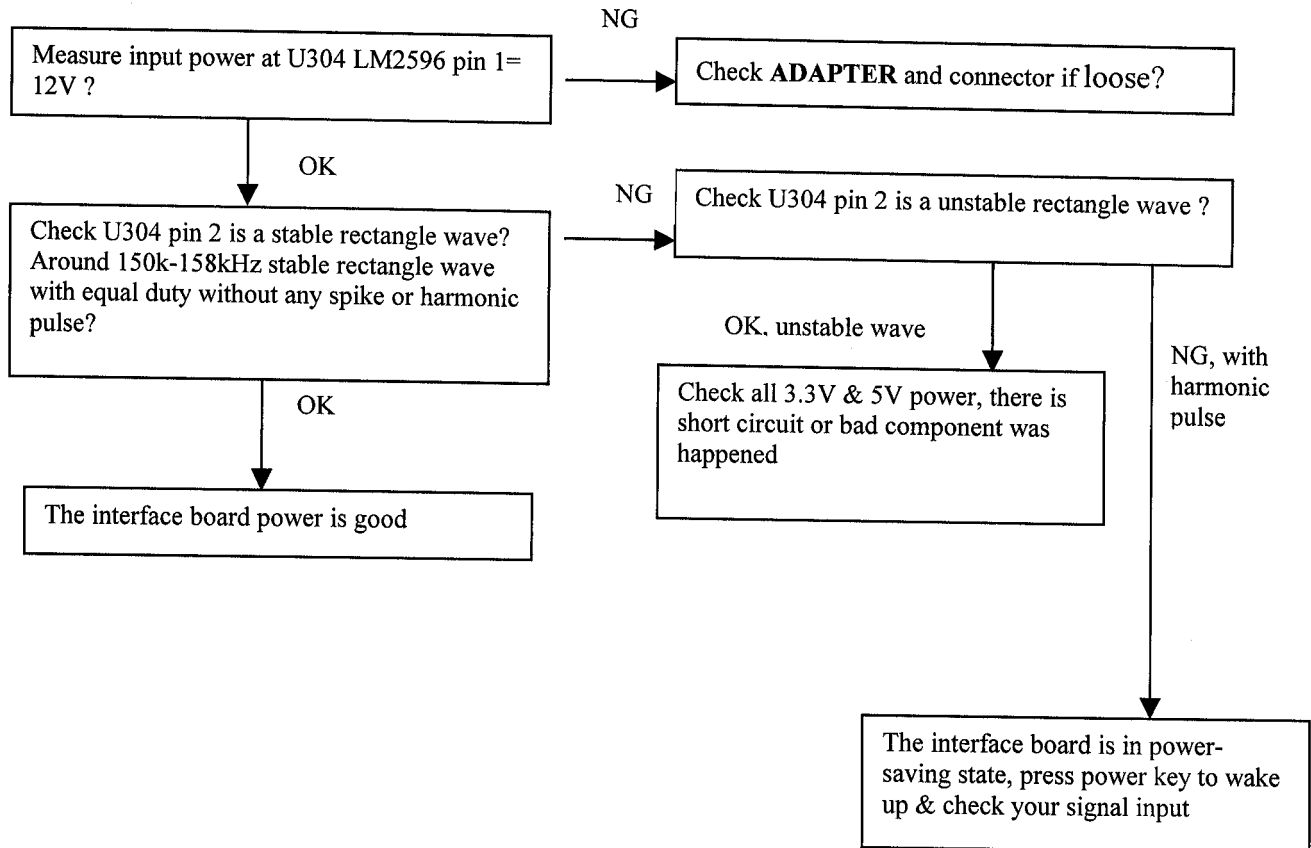 NG
Measure input power at U304 LM2596 pin 1=
12V ?
Check ADAPTER and connector if loose?
OK
NG
Check U304 pin 2 is a stable rectangle wave?
Around 150k-158kHz stable rectangle wave
with equal duty without any spike or harmonic
pulse?
Check U304 pin 2 is a unstable rectangle wave ?
OK, unstable wave
NG, with
harmonic
pulse
OK
Check all 3.3V & 5V power, there is
short circuit or bad component was
happened
The interface board power is good
The interface board is in power-
saving state, press power key to wake
up & check your signal input